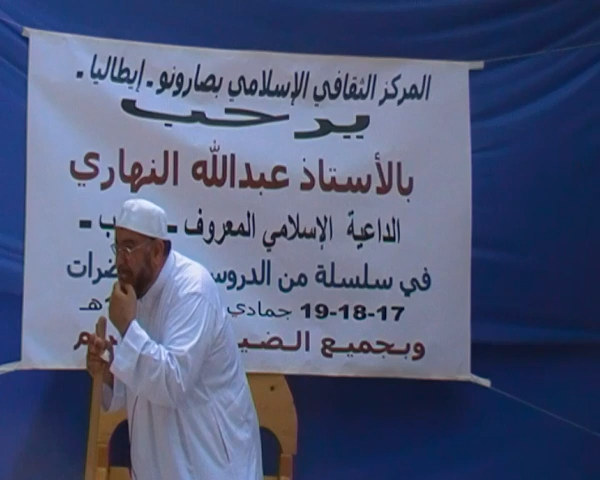 المركز الثقافي الإسلامي بصارونو - إيطاليا -
يرحب
بالأستاذ عبدالله النهاري
الداعية الإسلامي المعروف -
في سلسلة من الدروس
17-18-19 جمادي
وبجميع